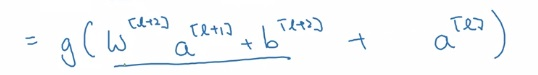 = g( W^[l+2] a^[l+1] + b^[l+2] + a^[l] )